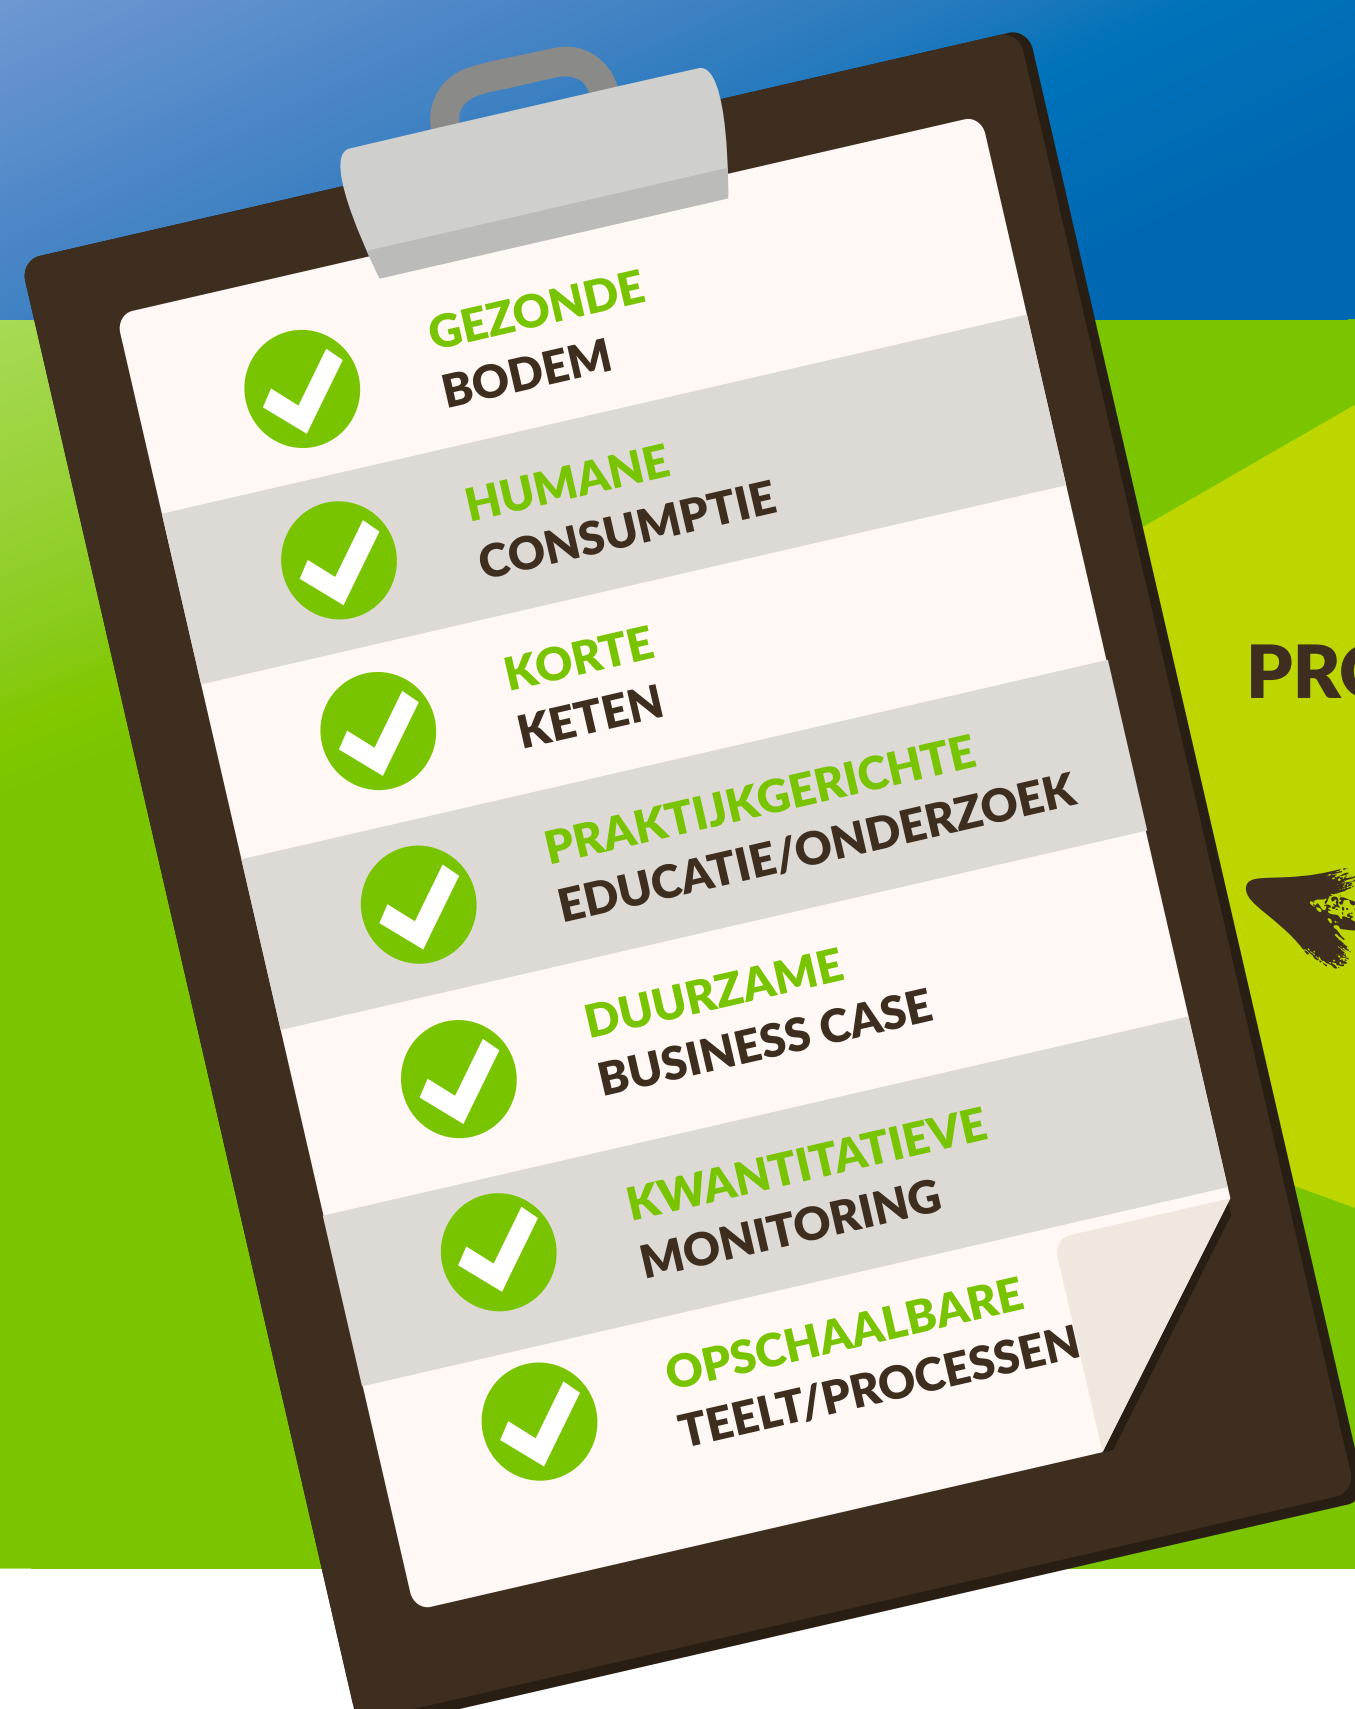 GEZONDE
BODEM
HUMANE
CONSUMPTIE
KORTE
KETEN
PRAKTIJKGERICHTE
EDUCATIE/ONDERZOEK
DUURZAME
BUSINESS CASE
KWANTITATIEVE
MONITORING
OPSCHAALBARE
TEELT/PROCESSEN